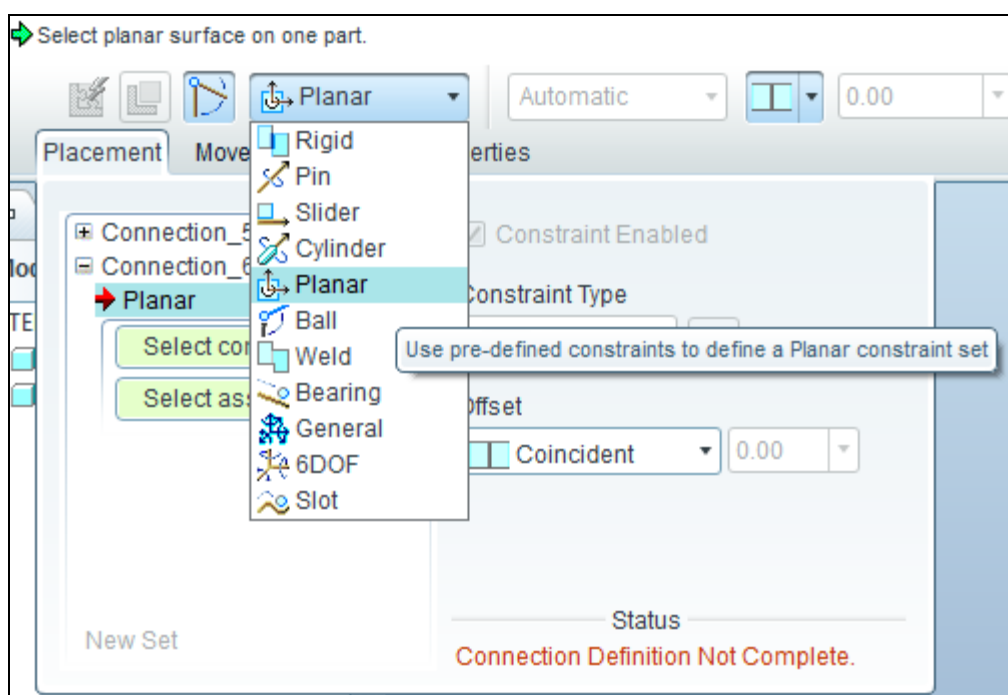 Select planar surface on one part.
Planar Automatic 0.00
Rigid
Placement Move erties
Pin
Slider
Connection_5 Constraint Enabled
Cylinder
Connection_6
Planar
Planar Constraint Type
Ball
Select con
Use pre-defined constraints to define a Planar constraint set
Weld
Select ass
Bearing
Offset
General
Coincident 0.00
6DOF
Slot
Status
New Set
Connection Definition Not Complete.